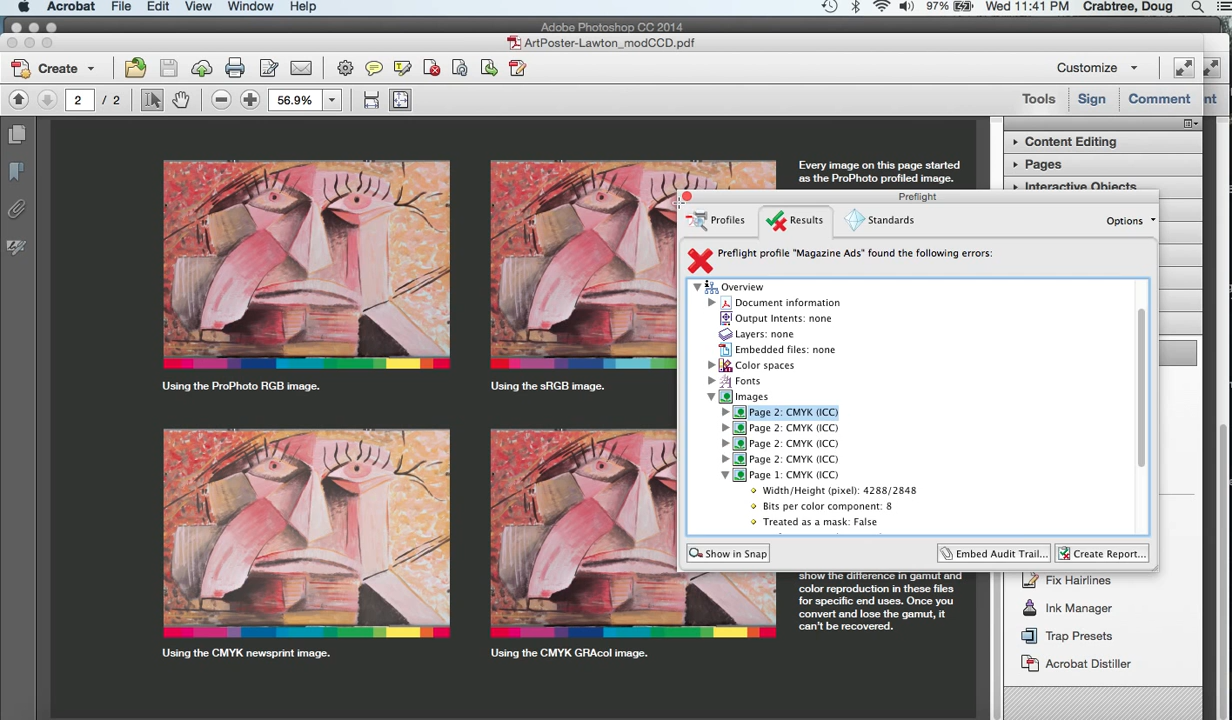 Acrobat File Edit View Window Help 97% Wed 11:41 PM Crabtree, Doug
Adobe Photoshop CC 2014
ArtPoster-Lawton_modCCD.pdf
Create Customize
2 / 2 56.9% Tools Sign Comment nt
Every image on this page started
as the ProPhoto profiled image.
Using the ProPhoto RGB image.
Using the sRGB image.
Using the CMYK newsprint image.
Using the CMYK GRAcol image.
show the difference in gamut and
color reproduction in these files
for specific end uses. Once you
convert and lose the gamut, it
can't be recovered.
Preflight
Profiles Results Standards Options
Preflight profile "Magazine Ads" found the following errors:
Overview
Document information
Output Intents: none
Layers: none
Embedded files: none
Color spaces
Fonts
Images
Page 2: CMYK (ICC)
Page 2: CMYK (ICC)
Page 2: CMYK (ICC)
Page 2: CMYK (ICC)
Page 1: CMYK (ICC)
Width/Height (pixel): 4288/2848
Bits per color component: 8
Treated as a mask: False
Show in Snap Embed Audit Trail... Create Report...
Content Editing
Pages
Interactive Objects
Fix Hairlines
Ink Manager
Trap Presets
Acrobat Distiller